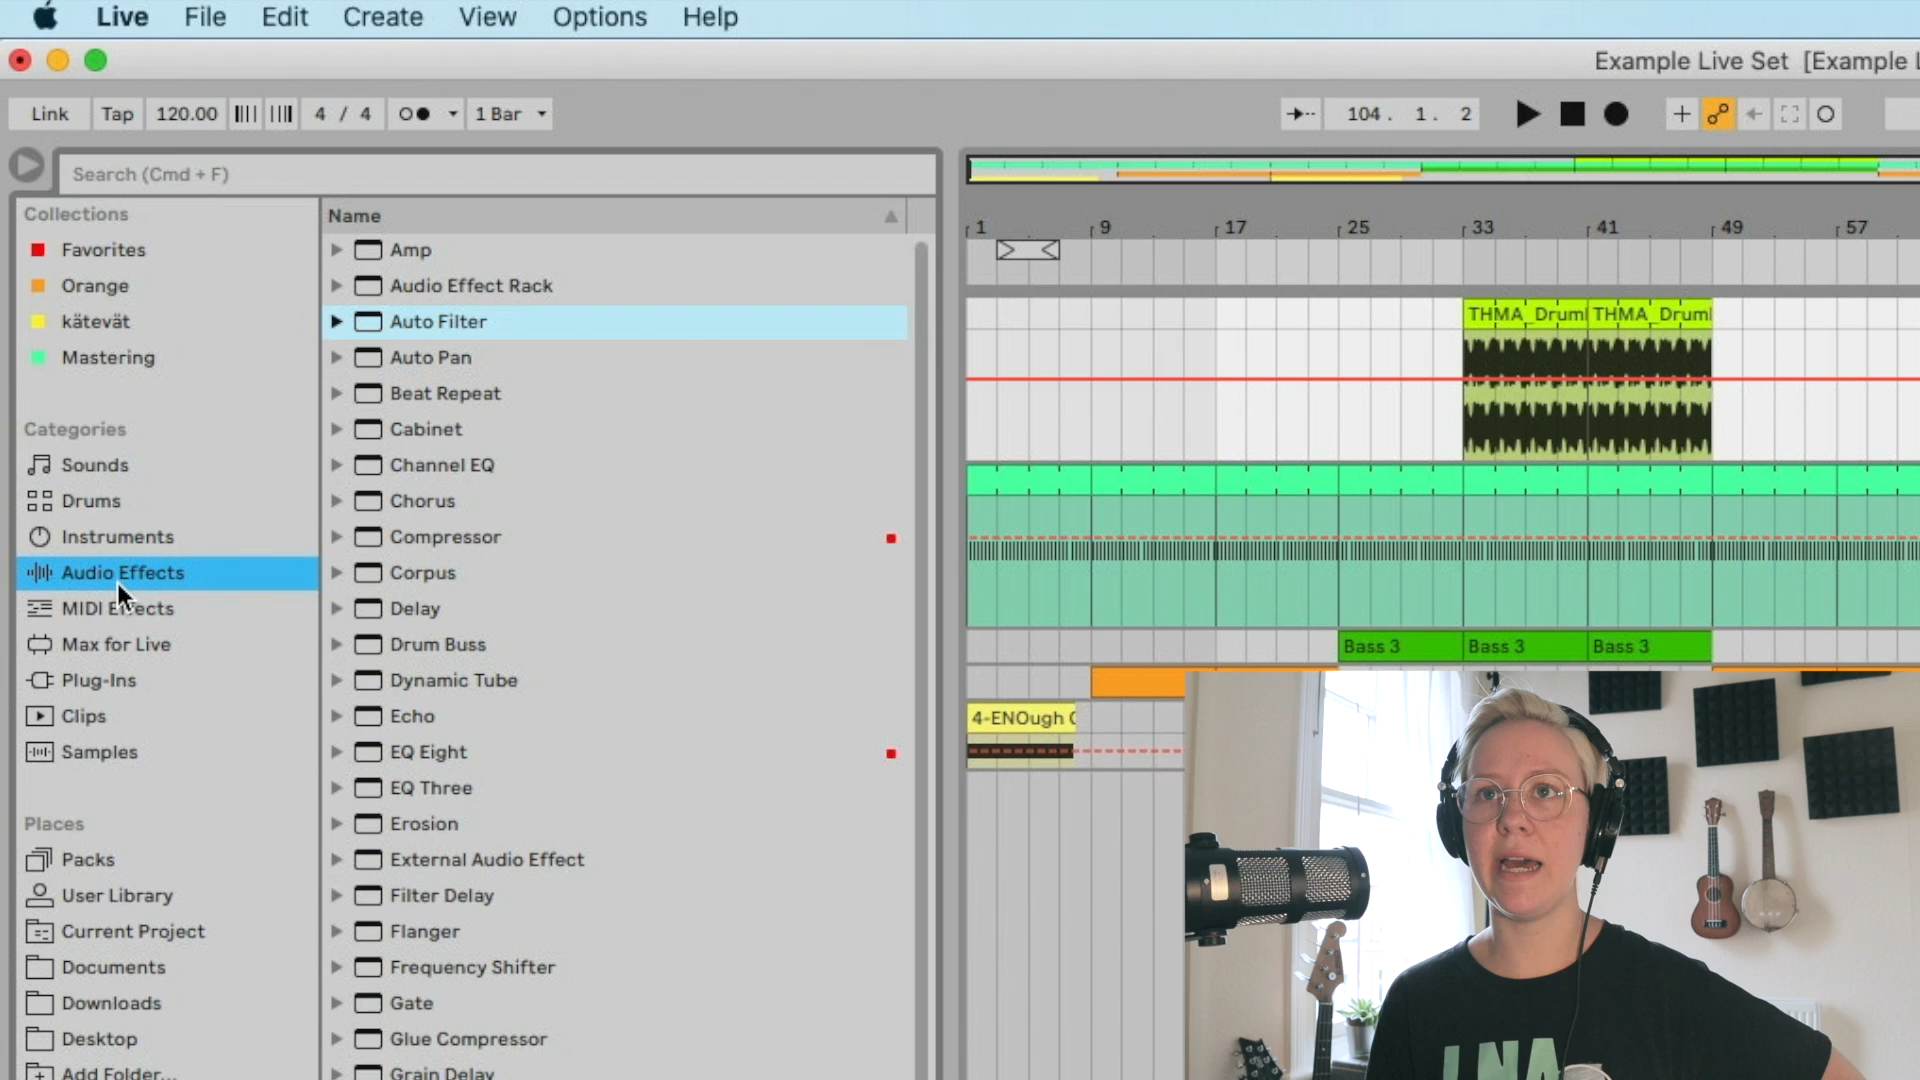 Live File Edit Create View Options Help
Example Live Set [Example L
Link Tap 120.00 4 / 4 1 Bar 104. 1. 2
Search (Cmd + F)
Collections
Favorites
Orange
kätevät
Mastering
Categories
Sounds
Drums
Instruments
Audio Effects
MIDI Effects
Max for Live
Plug-Ins
Clips
Samples
Places
Packs
User Library
Current Project
Documents
Downloads
Desktop
Add Folder...
Name
Amp
Audio Effect Rack
Auto Filter
Auto Pan
Beat Repeat
Cabinet
Channel EQ
Chorus
Compressor
Corpus
Delay
Drum Buss
Dynamic Tube
Echo
EQ Eight
EQ Three
Erosion
External Audio Effect
Filter Delay
Flanger
Frequency Shifter
Gate
Glue Compressor
Grain Delay
1 9 17 25 33 41 49 57
THMA_Druml THMA_Druml
Bass 3 Bass 3 Bass 3
4-ENOugh
LNA